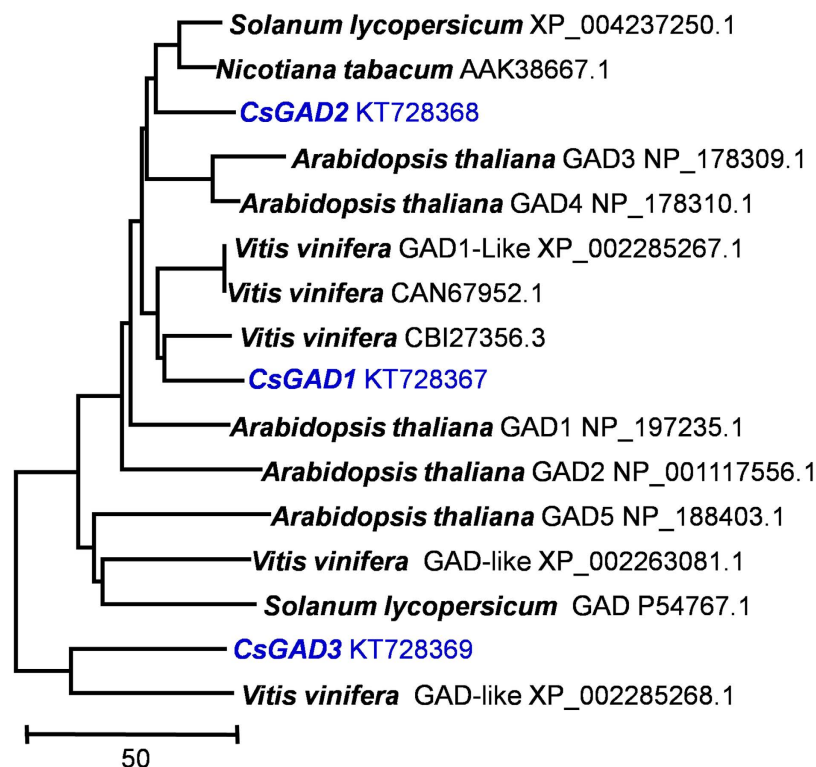 Solanum lycopersicum XP_004237250.1
Nicotiana tabacum AAK38667.1
CsGAD2 KT728368
Arabidopsis thaliana GAD3 NP_178309.1
Arabidopsis thaliana GAD4 NP_178310.1
Vitis vinifera GAD1-Like XP_002285267.1
Vitis vinifera CAN67952.1
Vitis vinifera CBI27356.3
CsGAD1 KT728367
Arabidopsis thaliana GAD1 NP_197235.1
Arabidopsis thaliana GAD2 NP_001117556.1
Arabidopsis thaliana GAD5 NP_188403.1
Vitis vinifera GAD-like XP_002263081.1
Solanum lycopersicum GAD P54767.1
CsGAD3 KT728369
Vitis vinifera GAD-like XP_002285268.1
50